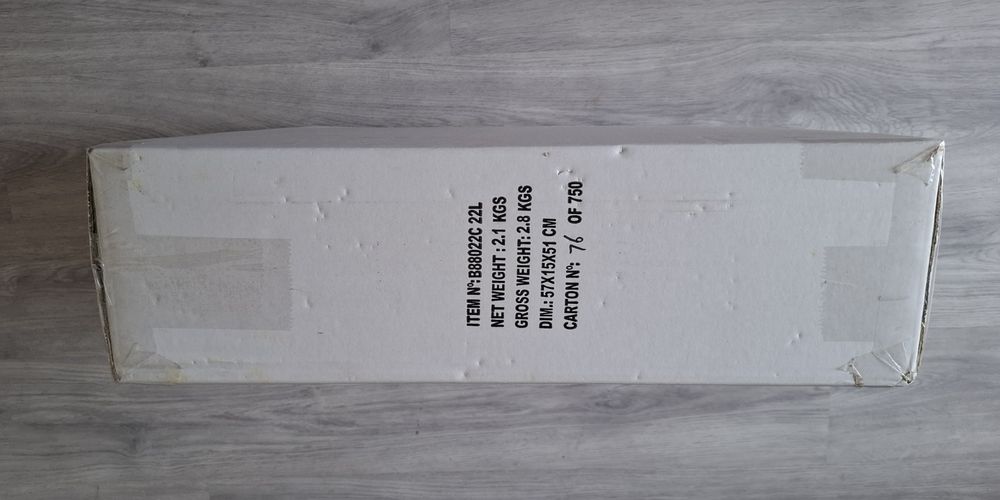 ITEM Nº:B88022C 22L
NET WEIGHT : 2.1 KGS
GROSS WEIGHT: 2.8 KGS
DIM.: 57X15X51 CM
CARTON Nº: 76 OF 750